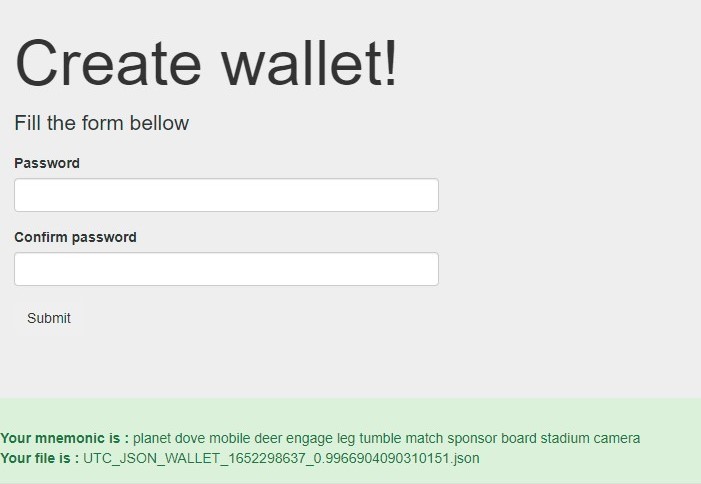 Create wallet!
Fill the form bellow
Password
Confirm password
Submit
Your mnemonic is : planet dove mobile deer engage leg tumble match sponsor board stadium camera
Your file is : UTC_JSON_WALLET_1652298637_0.9966904090310151.json